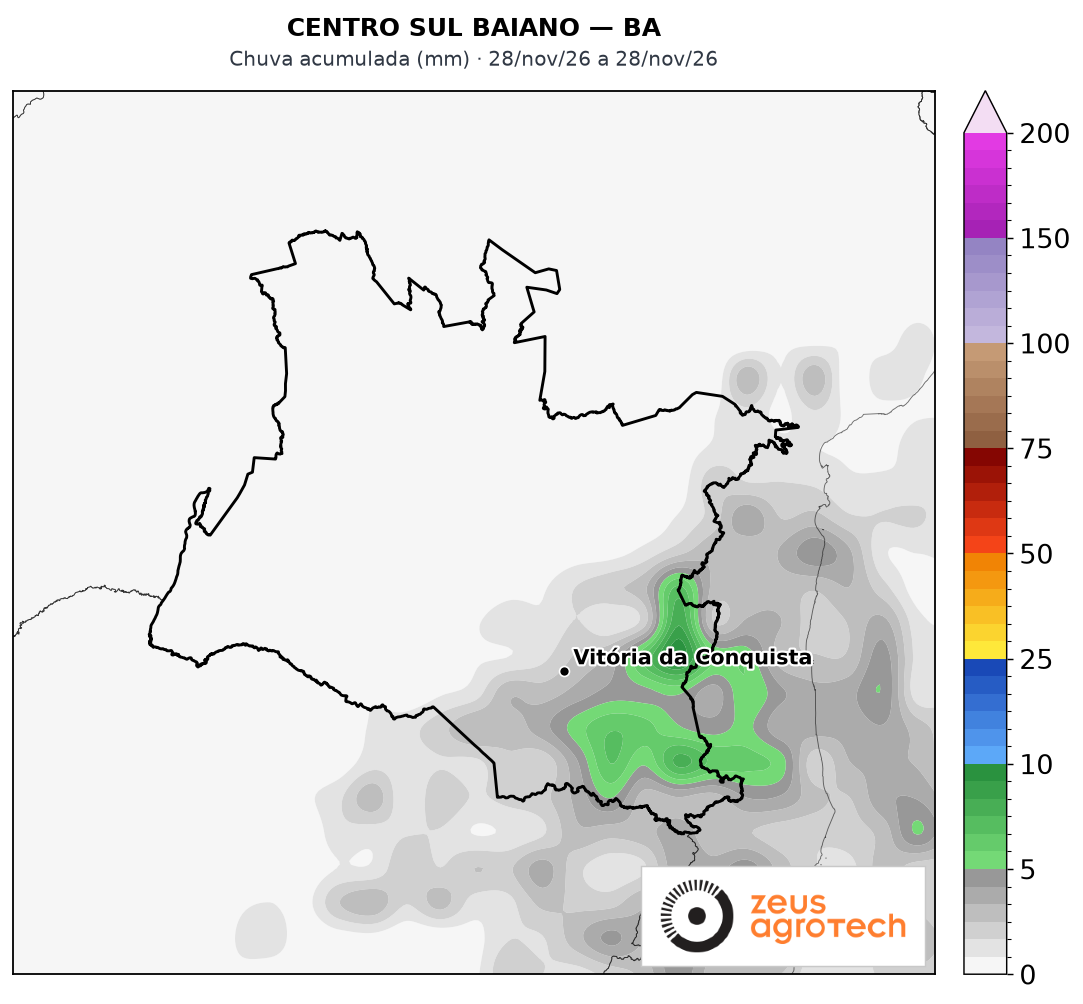 CENTRO SUL BAIANO — BA
Chuva acumulada (mm) · 28/nov/26 a 28/nov/26
200
150
100
75
50
25
10
5
0
Vitória da Conquista
zeus
agrotech